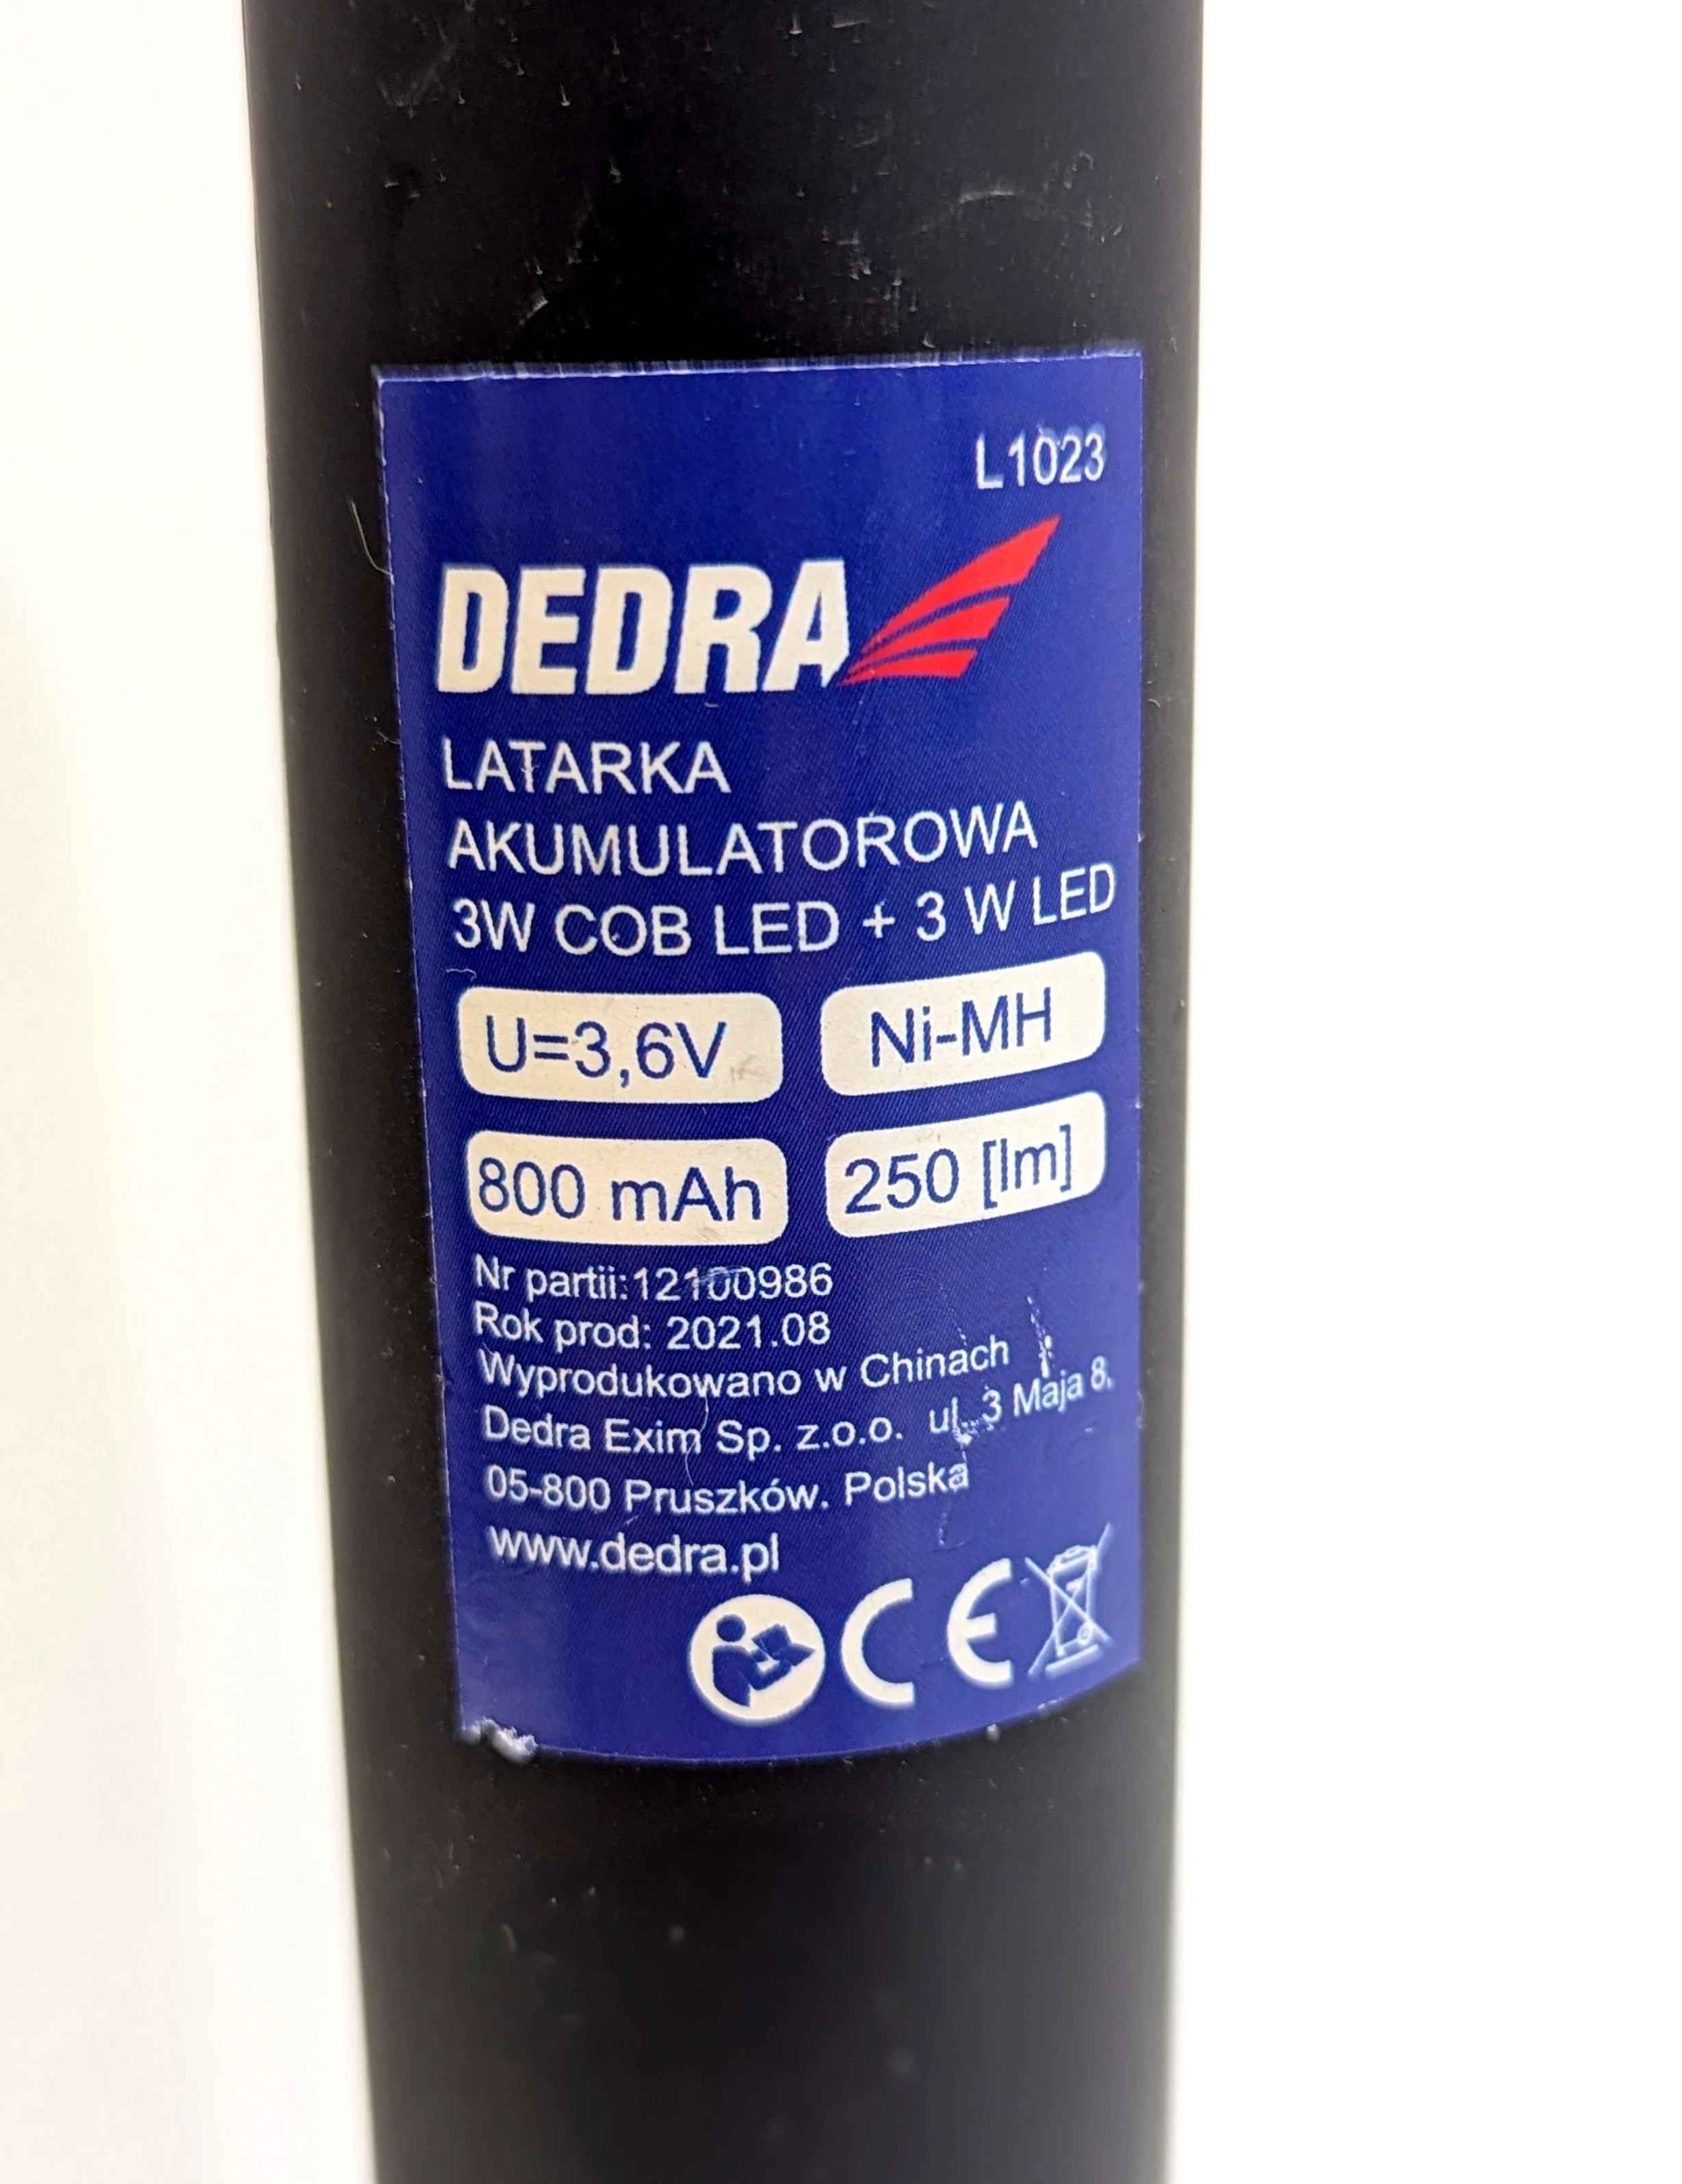 L1023
DEDRA
LATARKA
AKUMULATOROWA
3W COB LED + 3 W LED
U=3,6V Ni-MH
800 mAh 250 [lm]
Nr partii:12100986
Rok prod: 2021.08
Wyprodukowano w Chinach
Dedra Exim Sp. z.o.o. ul. 3 Maja 8,
05-800 Pruszków. Polska
www.dedra.pl
CE